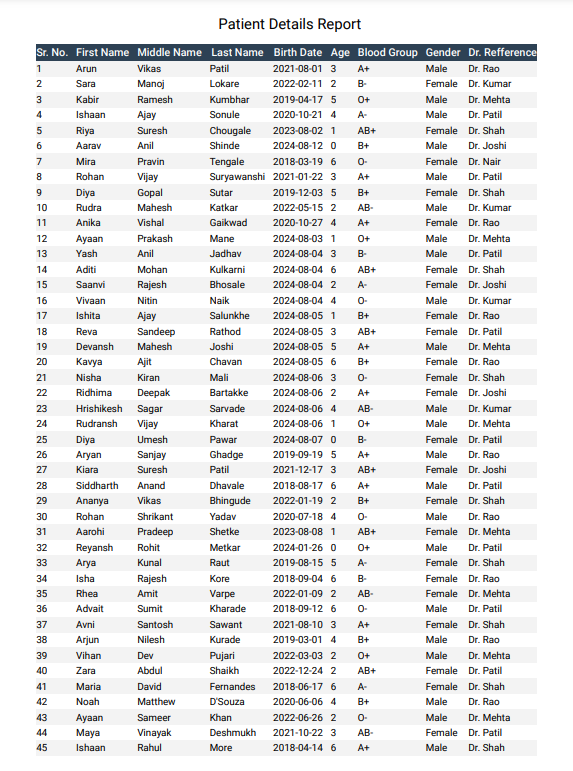 Patient Details Report
Sr. No. First Name Middle Name Last Name Birth Date Age Blood Group Gender Dr. Refference
1 Arun Vikas Patil 2021-08-01 3 A+ Male Dr. Rao
2 Sara Manoj Lokare 2022-02-11 2 B- Female Dr. Kumar
3 Kabir Ramesh Kumbhar 2019-04-17 5 O+ Male Dr. Mehta
4 Ishaan Ajay Sonule 2020-10-21 4 A- Male Dr. Patil
5 Riya Suresh Chougale 2023-08-02 1 AB+ Female Dr. Shah
6 Aarav Anil Shinde 2024-08-12 0 B+ Male Dr. Joshi
7 Mira Pravin Tengale 2018-03-19 6 O- Female Dr. Nair
8 Rohan Vijay Suryawanshi 2021-01-22 3 A+ Male Dr. Patil
9 Diya Gopal Sutar 2019-12-03 5 B+ Female Dr. Shah
10 Rudra Mahesh Katkar 2022-05-15 2 AB- Male Dr. Kumar
11 Anika Vishal Gaikwad 2020-10-27 4 A+ Female Dr. Rao
12 Ayaan Prakash Mane 2024-08-03 1 O+ Male Dr. Mehta
13 Yash Anil Jadhav 2024-08-04 3 B- Male Dr. Patil
14 Aditi Mohan Kulkarni 2024-08-04 6 AB+ Female Dr. Shah
15 Saanvi Rajesh Bhosale 2024-08-04 2 A- Female Dr. Joshi
16 Vivaan Nitin Naik 2024-08-04 4 O- Male Dr. Kumar
17 Ishita Ajay Salunkhe 2024-08-05 1 B+ Female Dr. Rao
18 Reva Sandeep Rathod 2024-08-05 3 AB+ Female Dr. Patil
19 Devansh Mahesh Joshi 2024-08-05 5 A+ Male Dr. Mehta
20 Kavya Ajit Chavan 2024-08-05 6 B+ Female Dr. Rao
21 Nisha Kiran Mali 2024-08-06 3 O- Female Dr. Shah
22 Ridhima Deepak Bartakke 2024-08-06 2 A+ Female Dr. Joshi
23 Hrishikesh Sagar Sarvade 2024-08-06 4 AB- Male Dr. Kumar
24 Rudransh Vijay Kharat 2024-08-06 1 O+ Male Dr. Mehta
25 Diya Umesh Pawar 2024-08-07 0 B- Female Dr. Patil
26 Aryan Sanjay Ghadge 2019-09-19 5 A+ Male Dr. Rao
27 Kiara Suresh Patil 2021-12-17 3 AB+ Female Dr. Joshi
28 Siddharth Anand Dhavale 2018-08-17 6 A+ Male Dr. Patil
29 Ananya Vikas Bhingude 2022-01-19 2 B+ Female Dr. Shah
30 Rohan Shrikant Yadav 2020-07-18 4 O- Male Dr. Rao
31 Aarohi Pradeep Shetke 2023-08-08 1 AB+ Female Dr. Mehta
32 Reyansh Rohit Metkar 2024-01-26 0 O+ Male Dr. Patil
33 Arya Kunal Raut 2019-08-15 5 A- Female Dr. Shah
34 Isha Rajesh Kore 2018-09-04 6 B- Female Dr. Rao
35 Rhea Amit Varpe 2022-01-09 2 AB- Female Dr. Mehta
36 Advait Sumit Kharade 2018-09-12 6 O- Male Dr. Patil
37 Avni Santosh Sawant 2021-08-10 3 A+ Female Dr. Shah
38 Arjun Nilesh Kurade 2019-03-01 4 B+ Male Dr. Rao
39 Vihan Dev Pujari 2022-03-03 2 O+ Male Dr. Mehta
40 Zara Abdul Shaikh 2022-12-24 2 AB+ Female Dr. Patil
41 Maria David Fernandes 2018-06-17 6 A- Female Dr. Shah
42 Noah Matthew D'Souza 2020-06-06 4 B+ Male Dr. Rao
43 Ayaan Sameer Khan 2022-06-26 2 O- Male Dr. Mehta
44 Maya Vinayak Deshmukh 2021-10-22 3 AB- Female Dr. Patil
45 Ishaan Rahul More 2018-04-14 6 A+ Male Dr. Shah